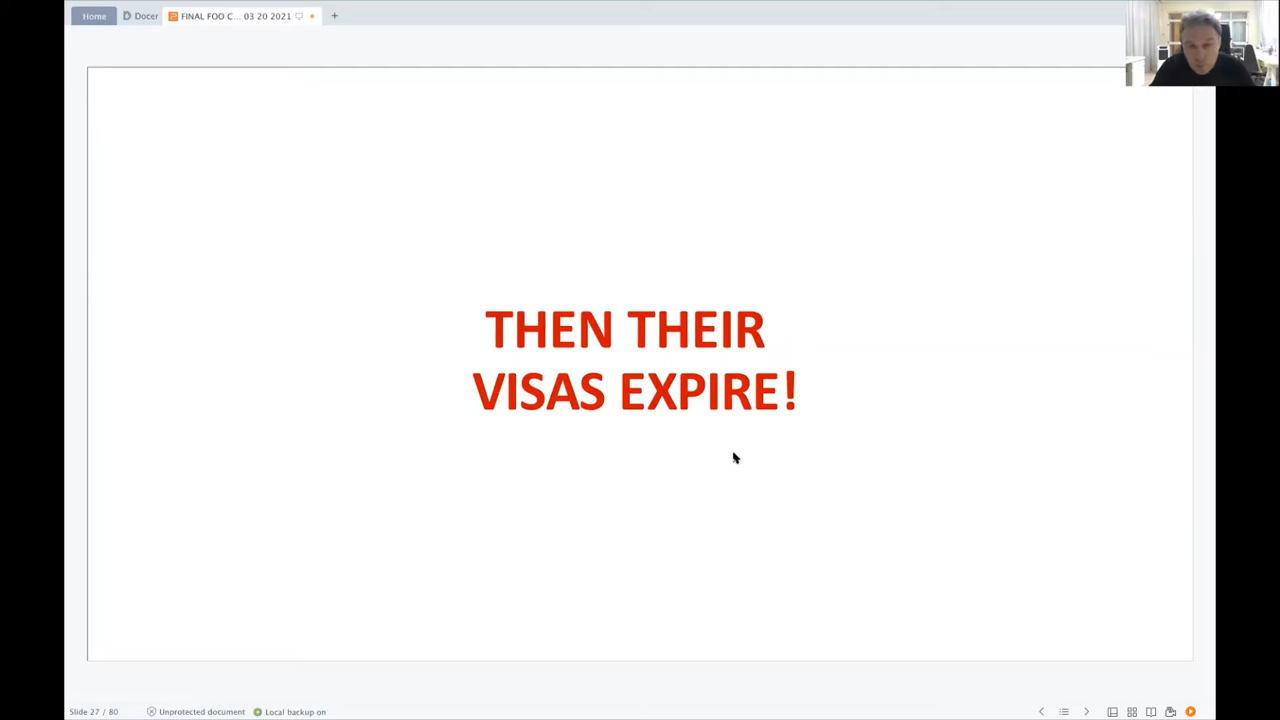 Home
Docer
FINAL FOO C... 03 20 2021
THEN THEIR
VISAS EXPIRE!
Slide 27 / 80
Unprotected document
Local backup on